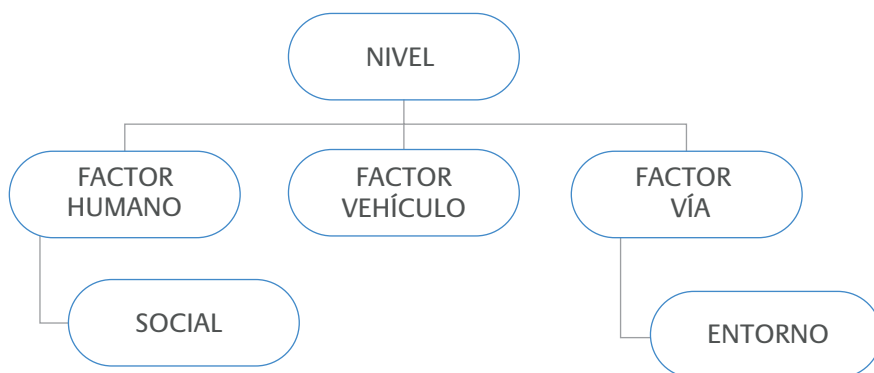 NIVEL
FACTOR
HUMANO
FACTOR
VEHÍCULO
FACTOR
VÍA
SOCIAL
ENTORNO